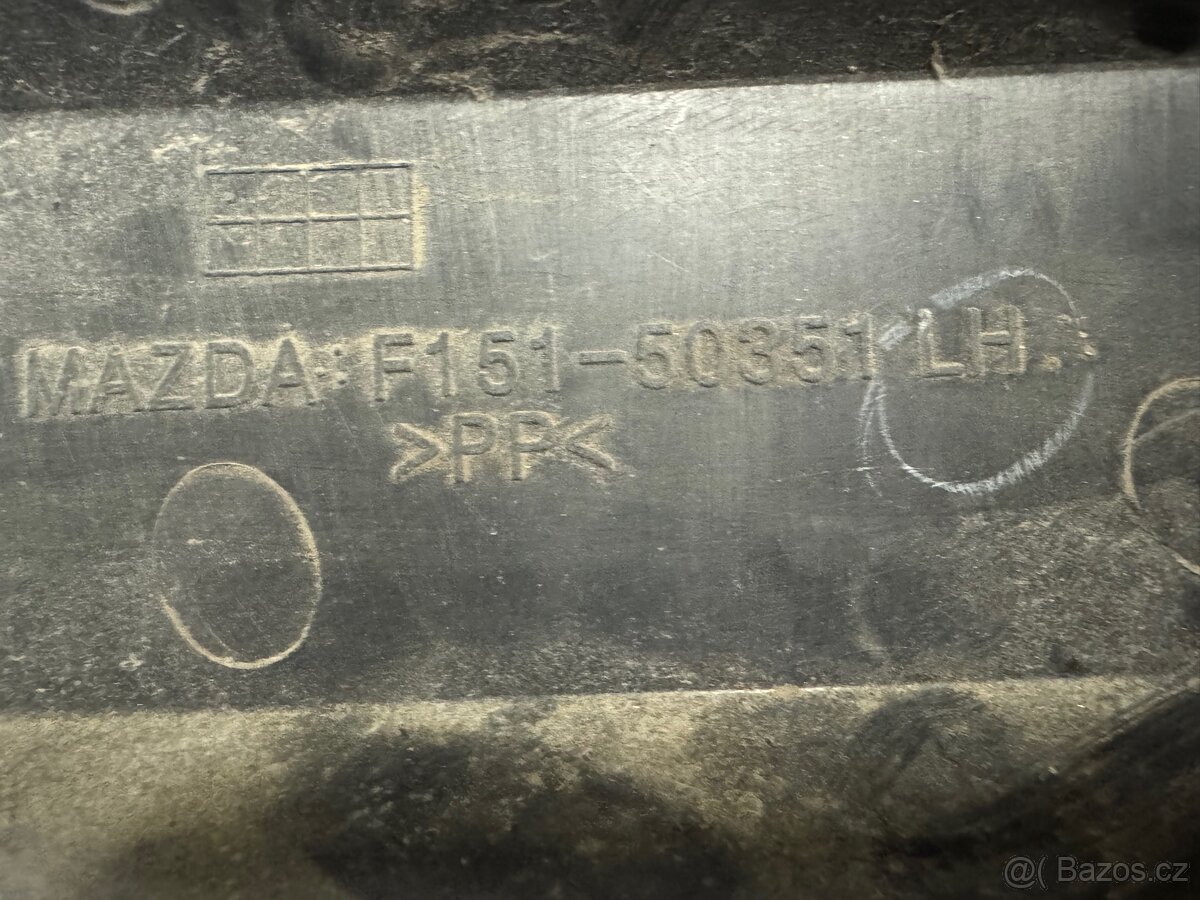 MAZDA: F151-50351 LH.
>PP<
@( Bazos.cz